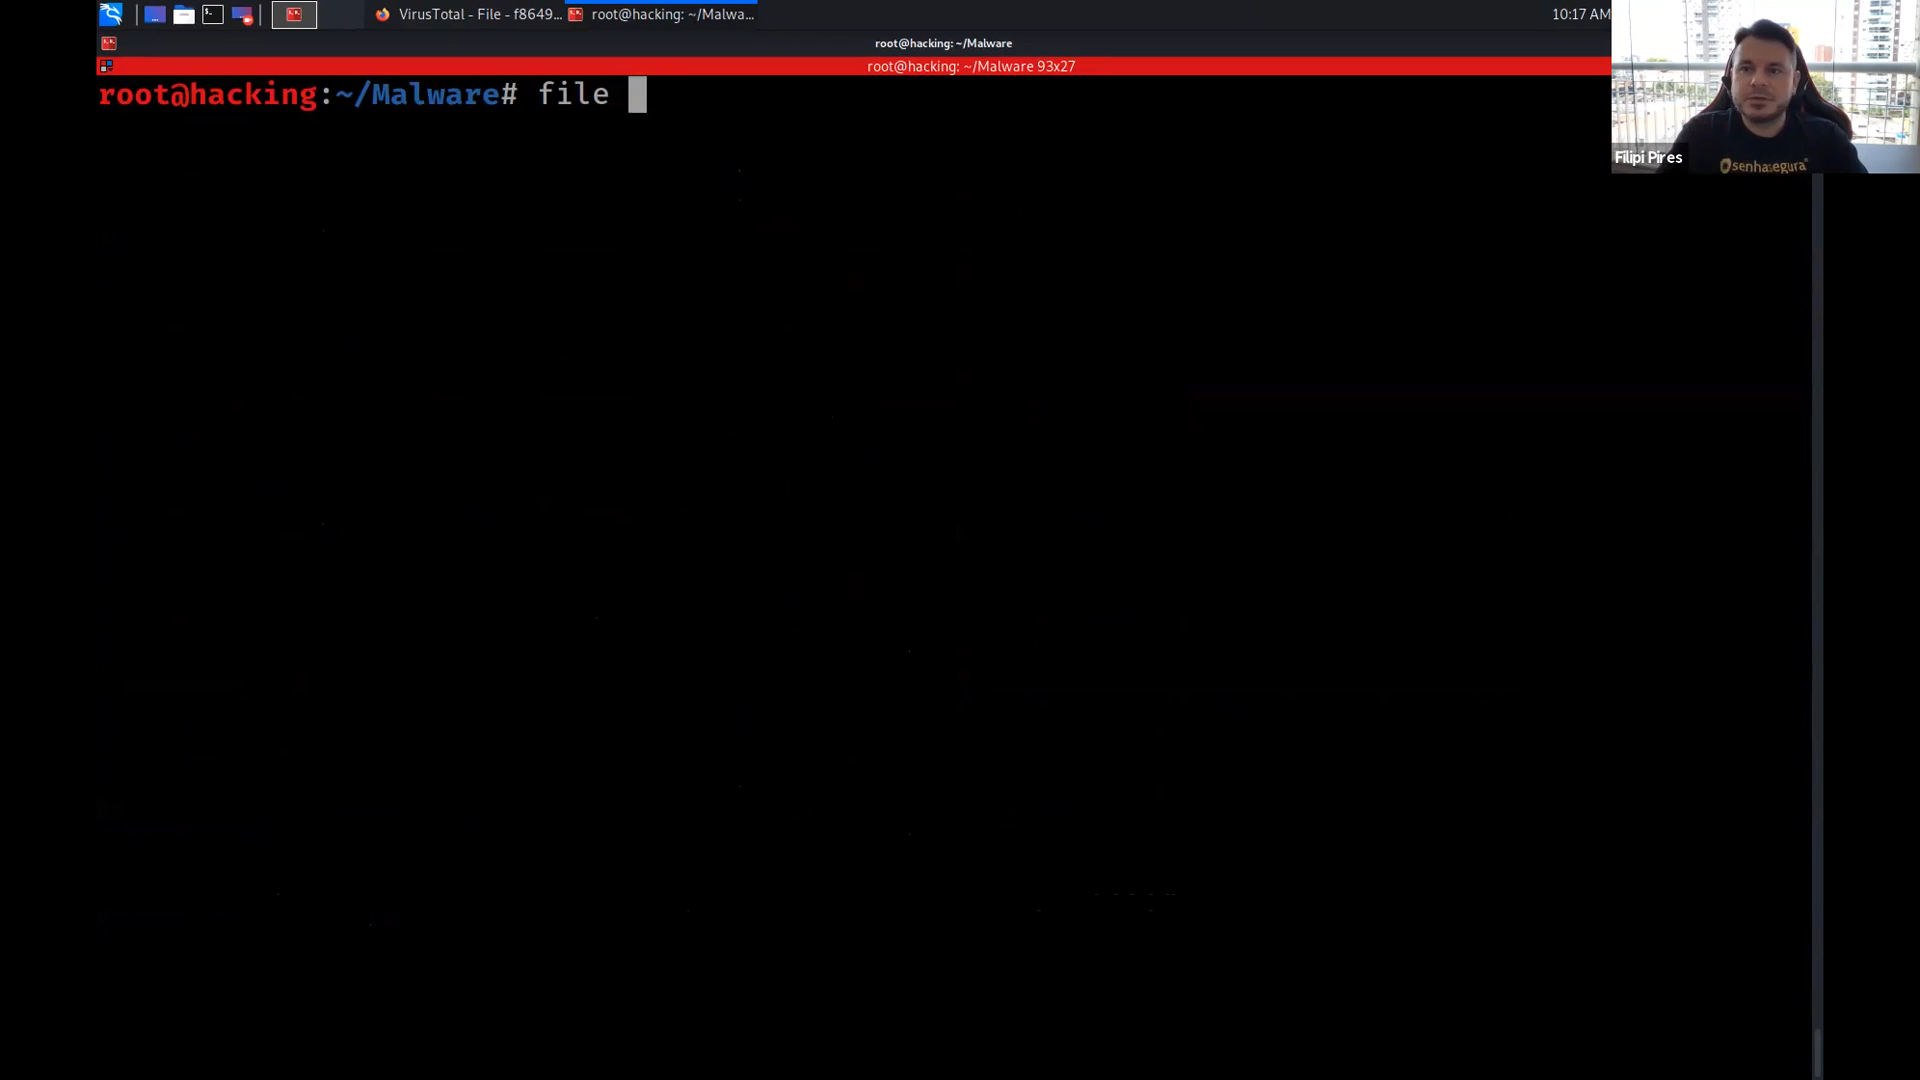 VirusTotal - File - f8649...
root@hacking: ~/Malwa...
10:17 AM
root@hacking: ~/Malware
root@hacking: ~/Malware 93x27
root@hacking:~/Malware# file
Filipi Pires
senhasegura